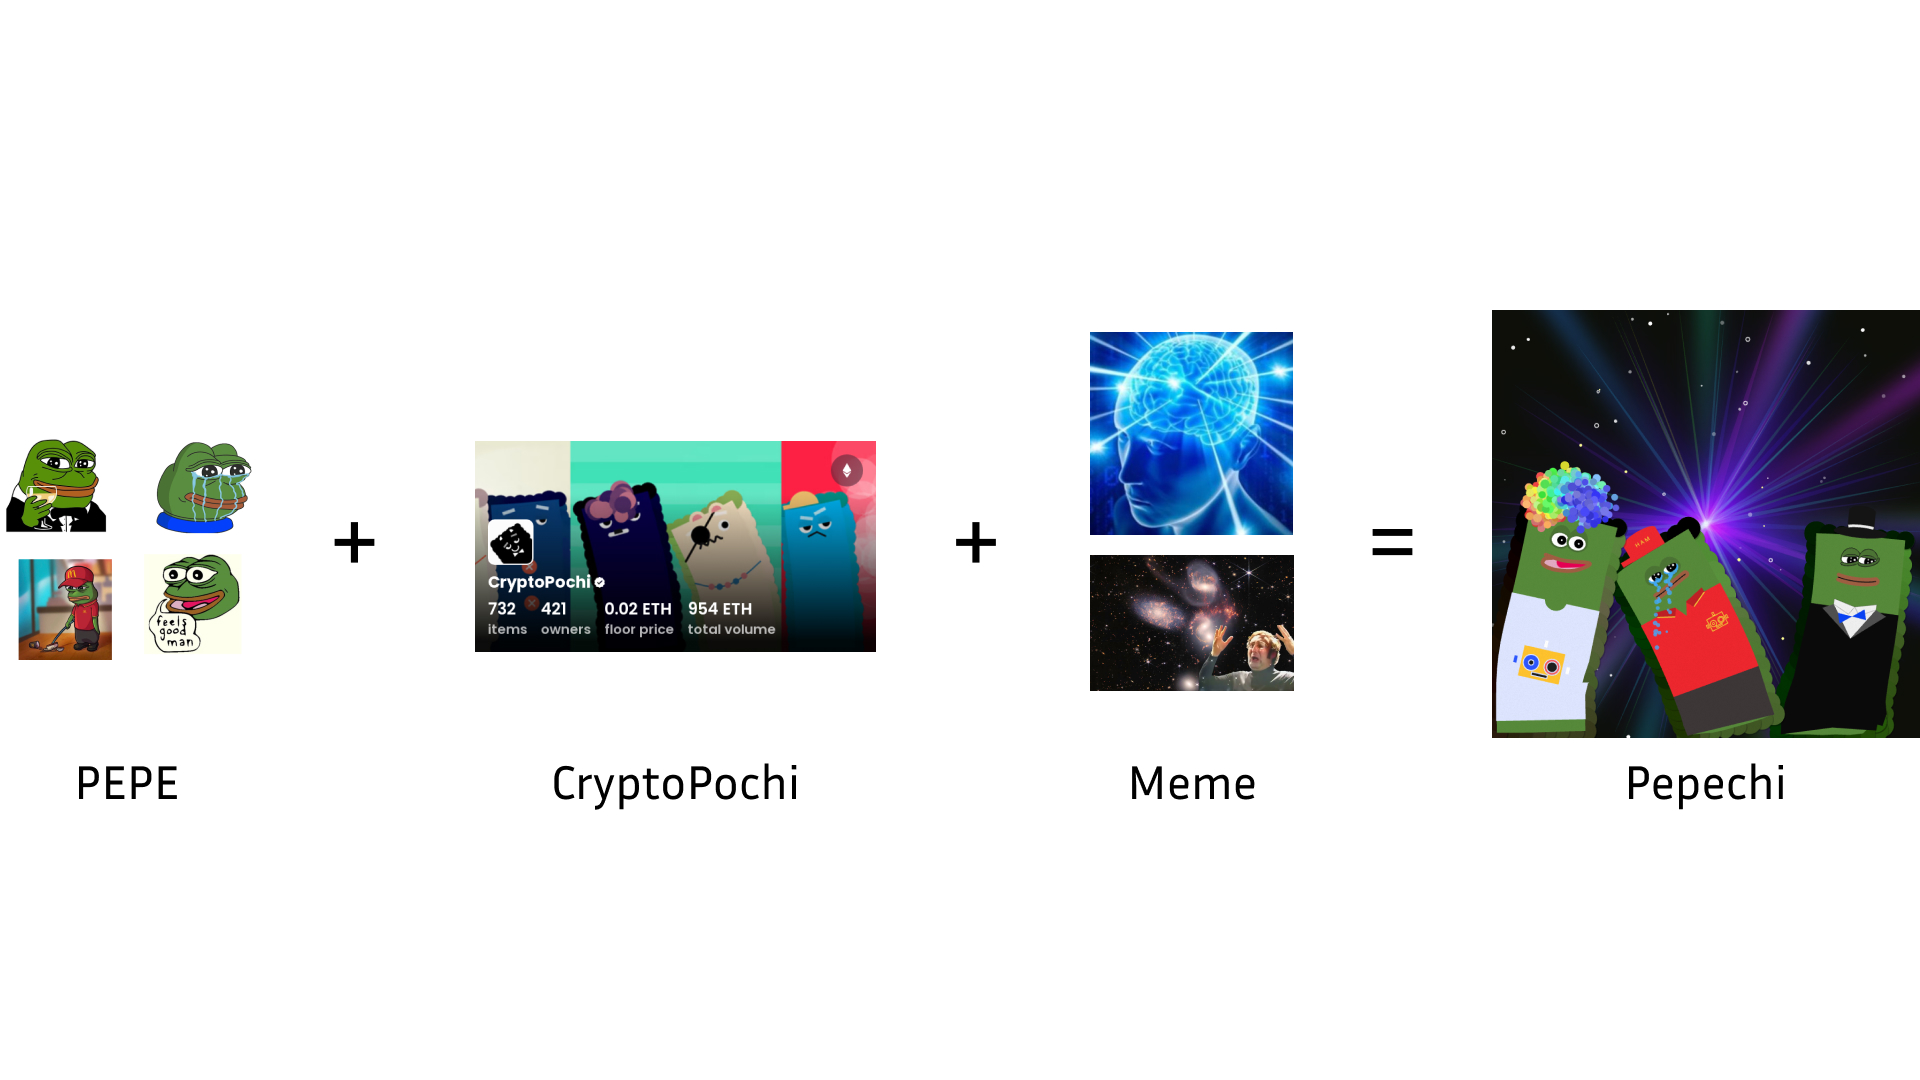 feels
good
man
CryptoPochi
732 421 0.02 ETH 954 ETH
items owners floor price total volume
HAM
+ + =
PEPE CryptoPochi Meme Pepechi